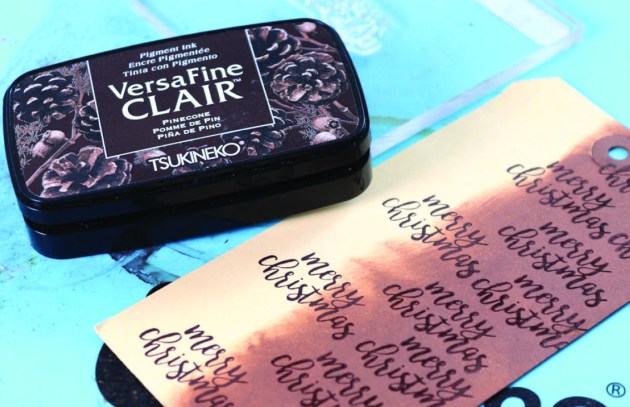 Pigment Ink
Encre Pigmentée
Tinta con Pigmento
VersaFine
CLAIR™
PINECONE
POMME DE PIN
PIÑA DE PINO
TSUKINEKO®
merry
christmas
merry
christmas
merry
christmas
merry
christmas
merry
christmas
merry
christmas
merry
christmas
merry
christmas
merry
christmas
®